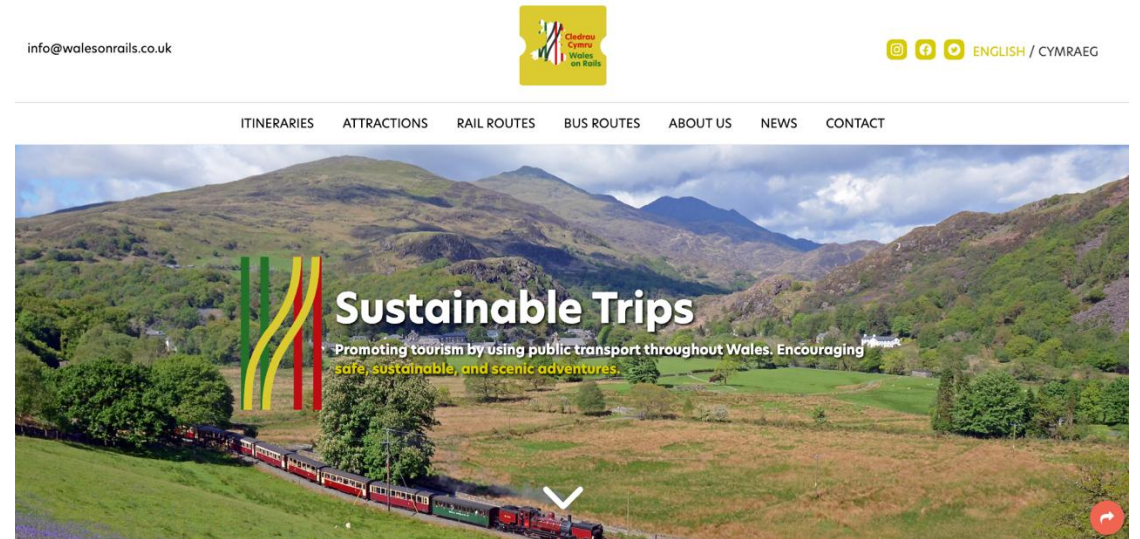 info@walesonrails.co.uk
Cledrau
Cymru
Wales
on Rails
ENGLISH / CYMRAEG
ITINERARIES ATTRACTIONS RAIL ROUTES BUS ROUTES ABOUT US NEWS CONTACT
Sustainable Trips
Promoting tourism by using public transport throughout Wales. Encouraging
safe, sustainable, and scenic adventures.